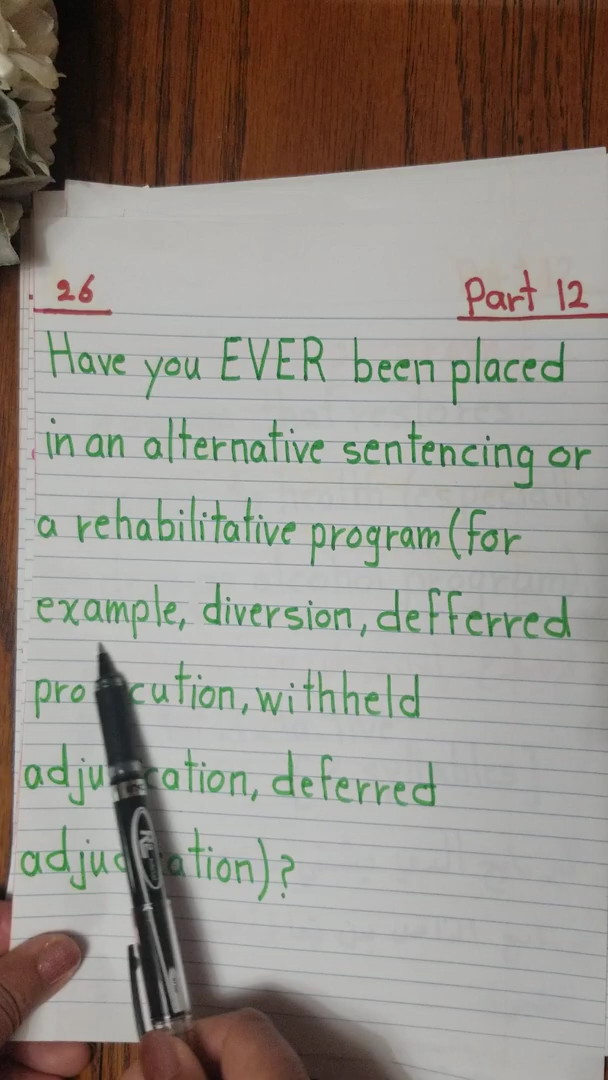 26
Part 12
Have you EVER been placed
in an alternative sentencing or
a rehabilitative program (for
example, diversion, defferred
withheld
deferred